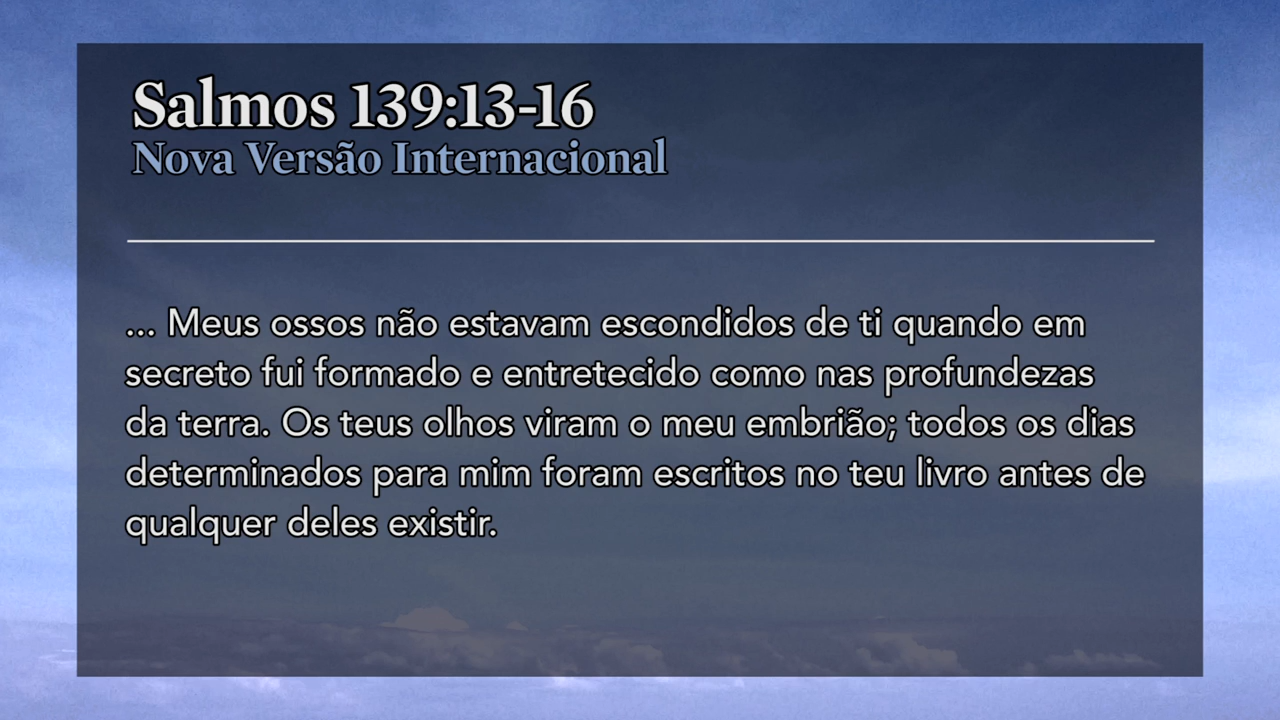 Salmos 139:13-16
Nova Versão Internacional
... Meus ossos não estavam escondidos de ti quando em
secreto fui formado e entretecido como nas profundezas
da terra. Os teus olhos viram o meu embrião; todos os dias
determinados para mim foram escritos no teu livro antes de
qualquer deles existir.